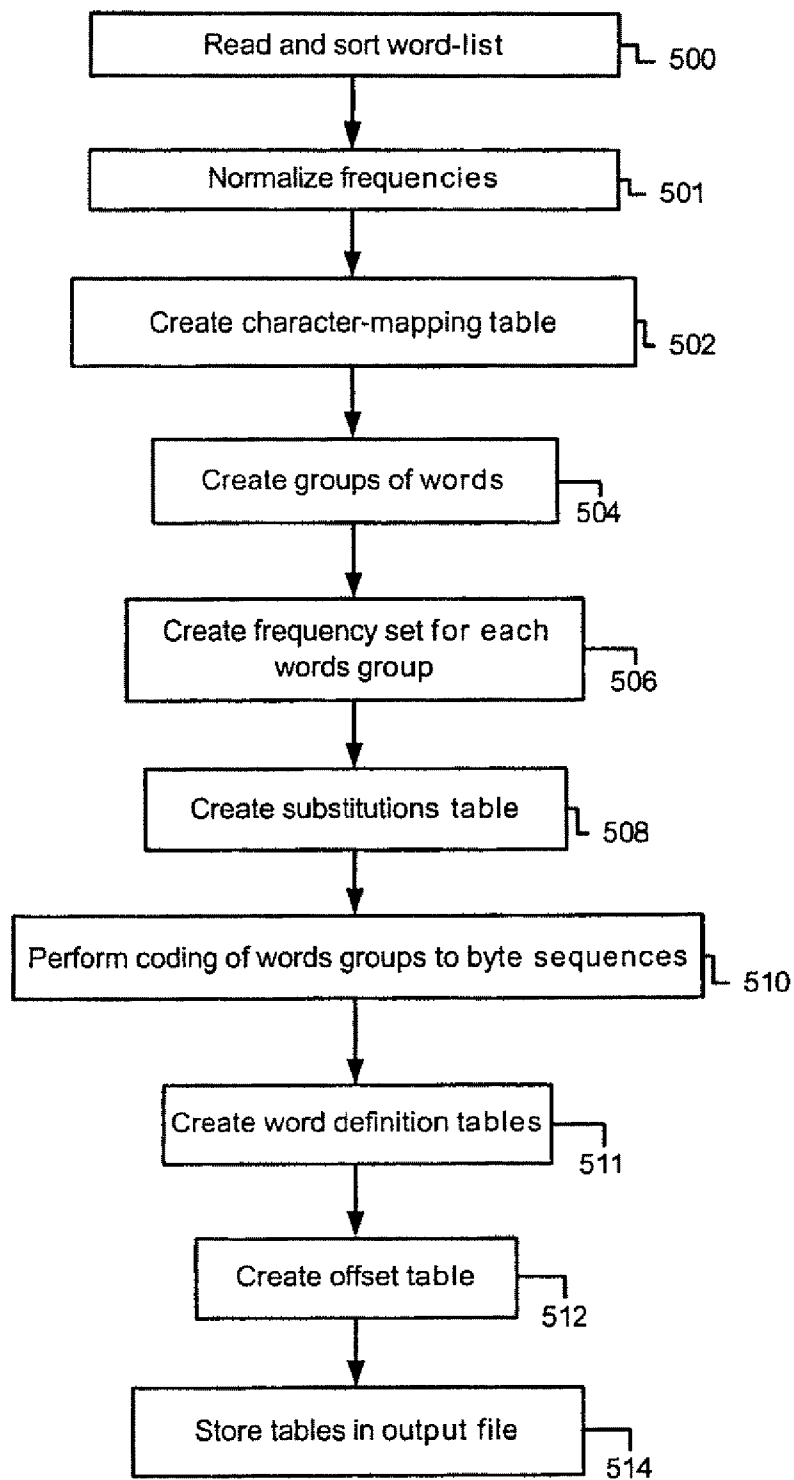 Read and sort word-list
500
Normalize frequencies
501
Create character-mapping table
502
Create groups of words
504
Create frequency set for each
words group
506
Create substitutions table
508
Perform coding of words groups to byte sequences
510
Create word definition tables
511
Create offset table
512
Store tables in output file
514